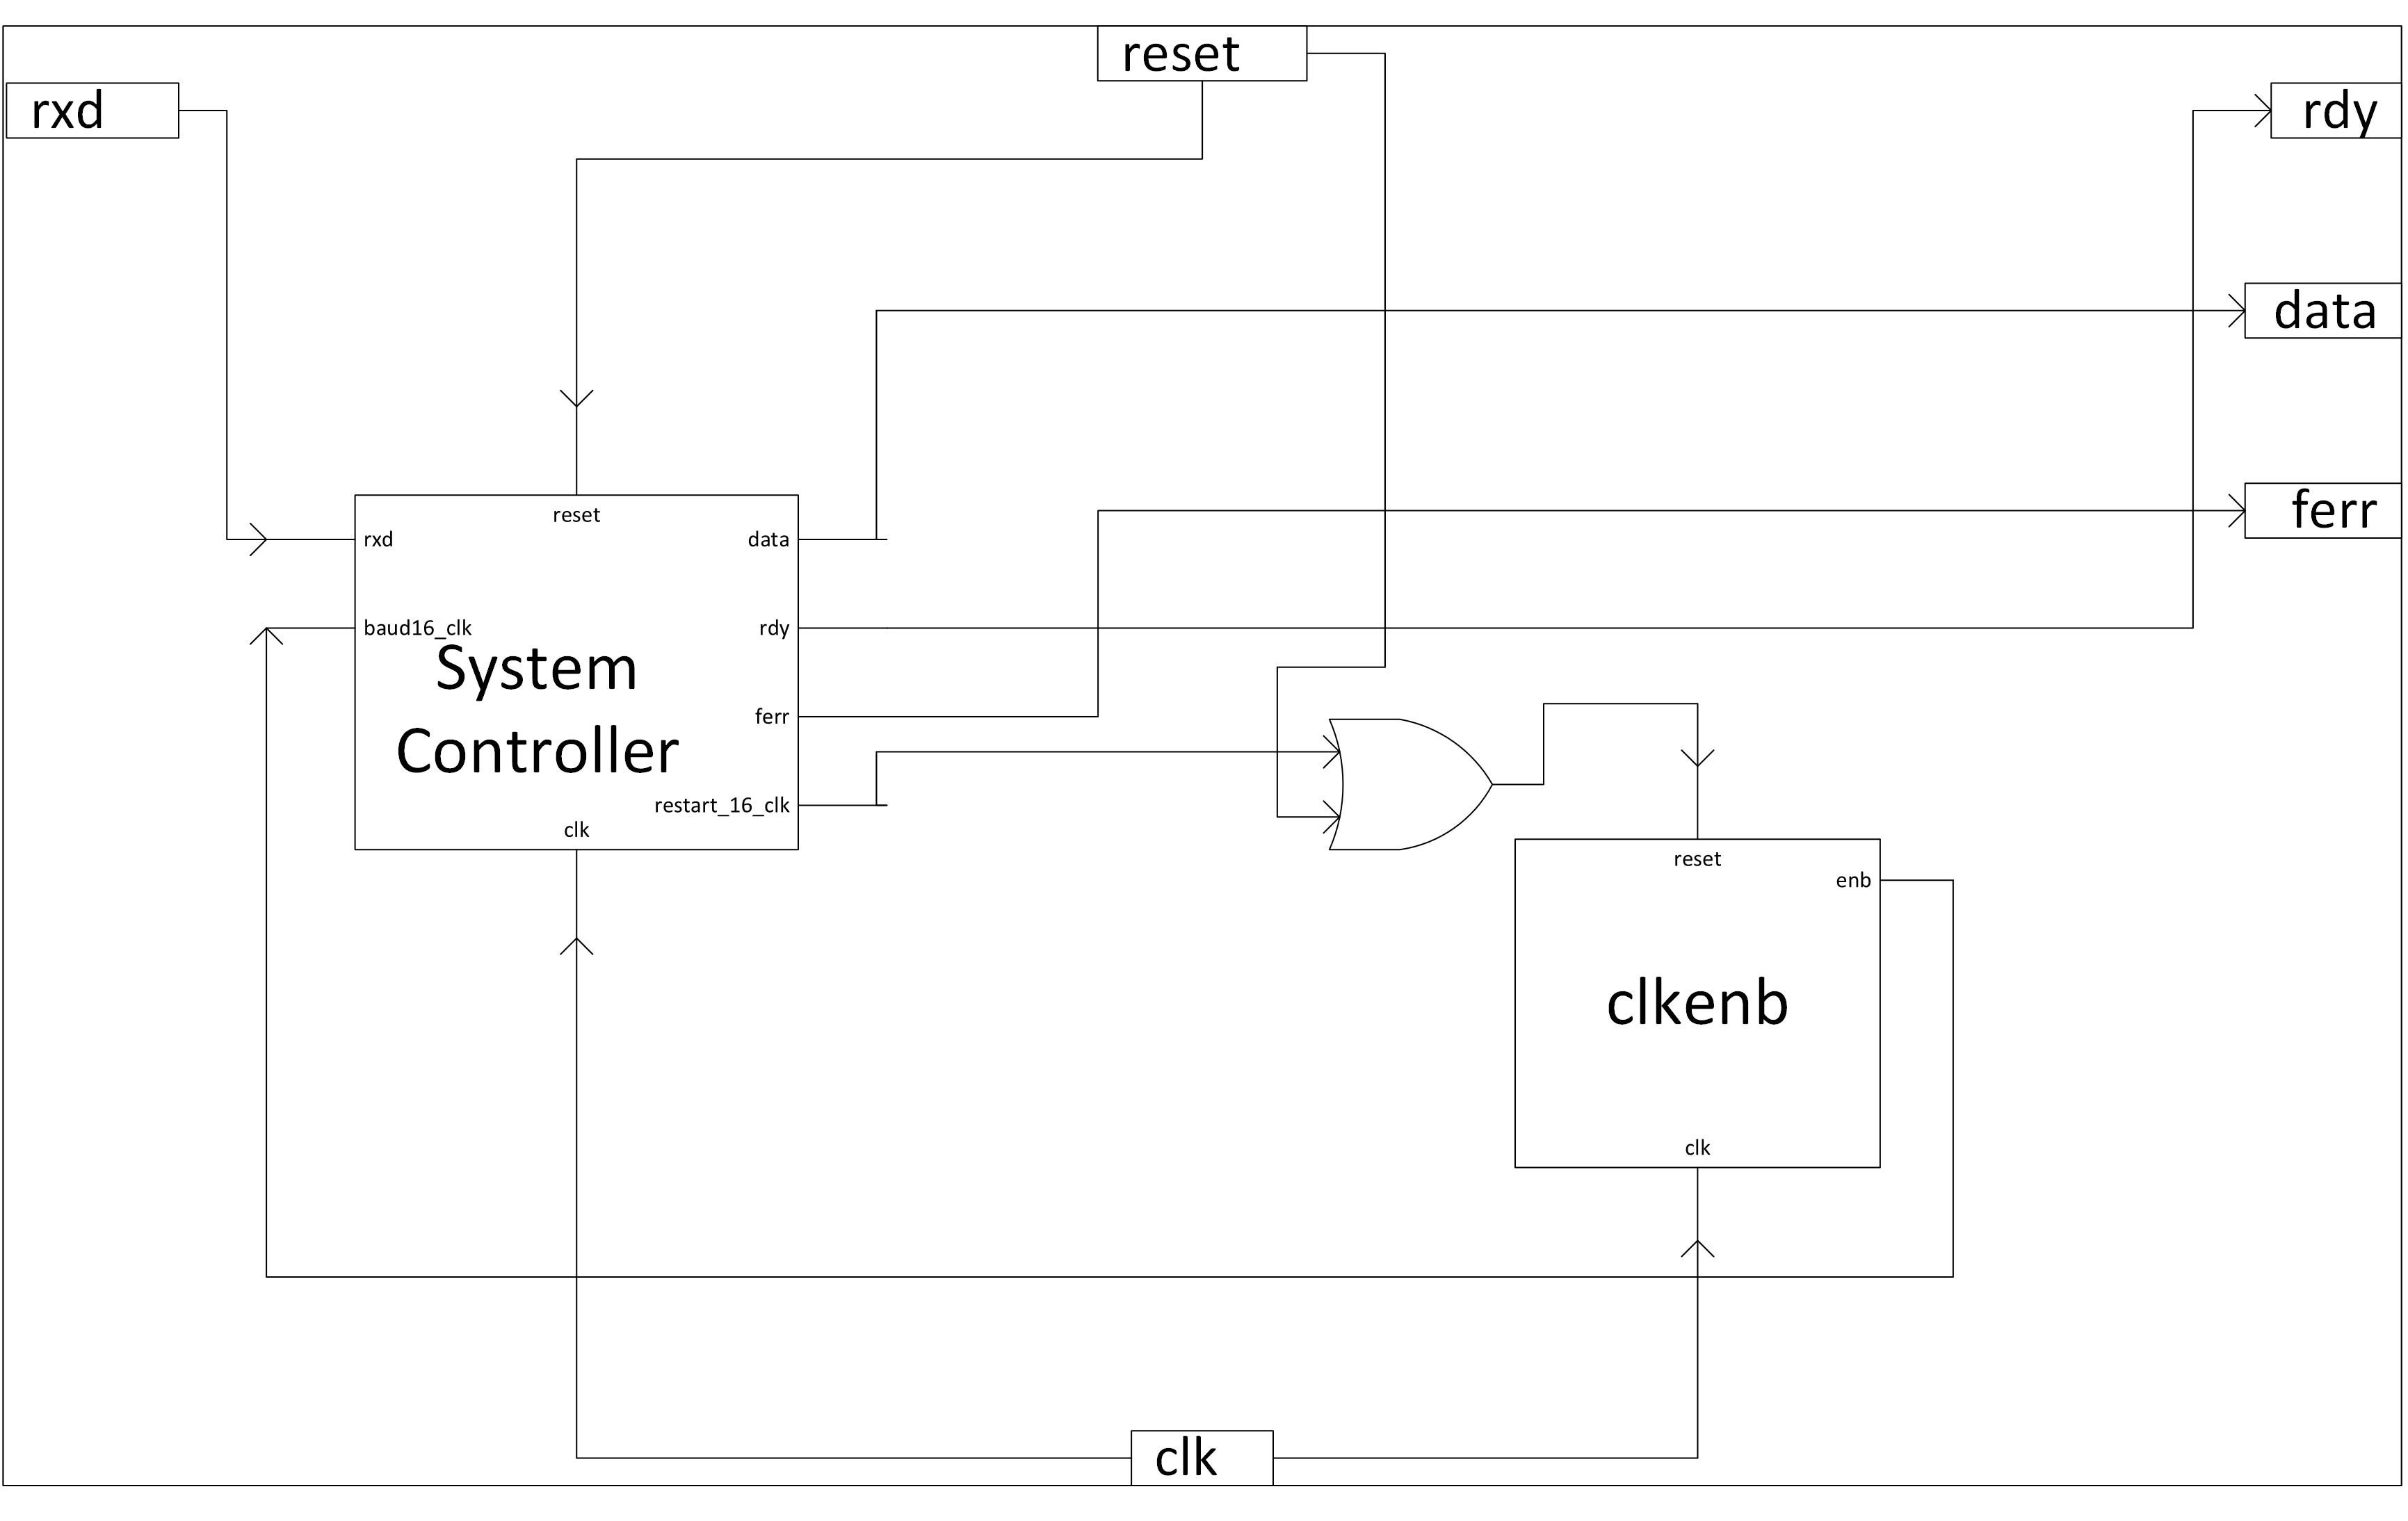 reset
rxd
rdy
data
ferr
reset
rxd
data
baud16_clk
rdy
System
Controller
ferr
restart_16_clk
clk
reset
enb
clkenb
clk
clk